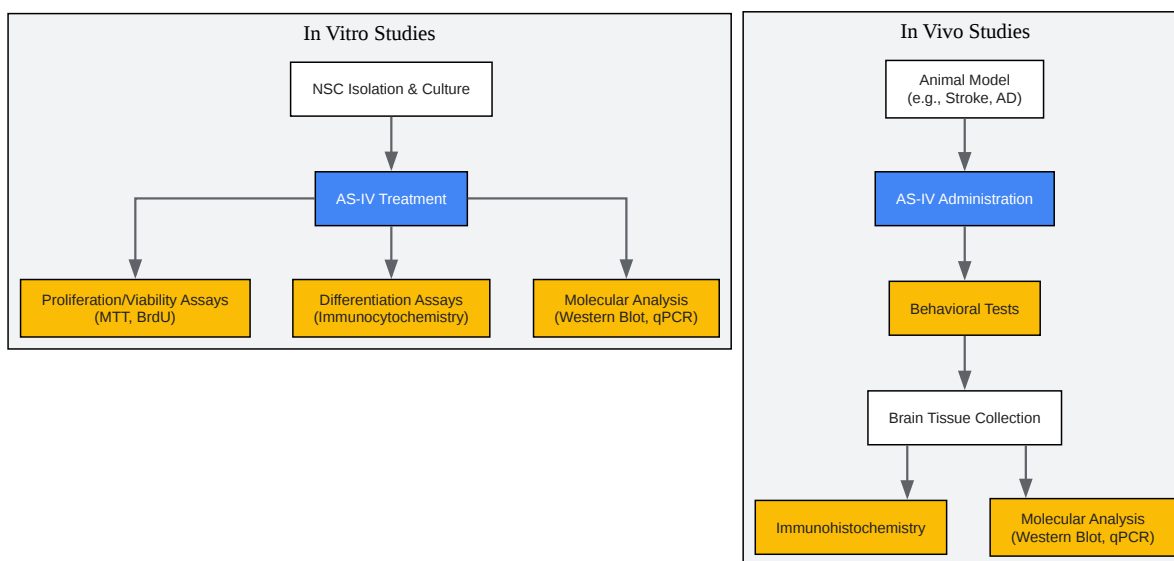 In Vitro Studies
NSC Isolation & Culture
AS-IV Treatment
Proliferation/Viability Assays
(MTT, BrdU)
Differentiation Assays
(Immunocytochemistry)
Molecular Analysis
(Western Blot, qPCR)
In Vivo Studies
Animal Model
(e.g., Stroke, AD)
AS-IV Administration
Behavioral Tests
Brain Tissue Collection
Immunohistochemistry
Molecular Analysis
(Western Blot, qPCR)